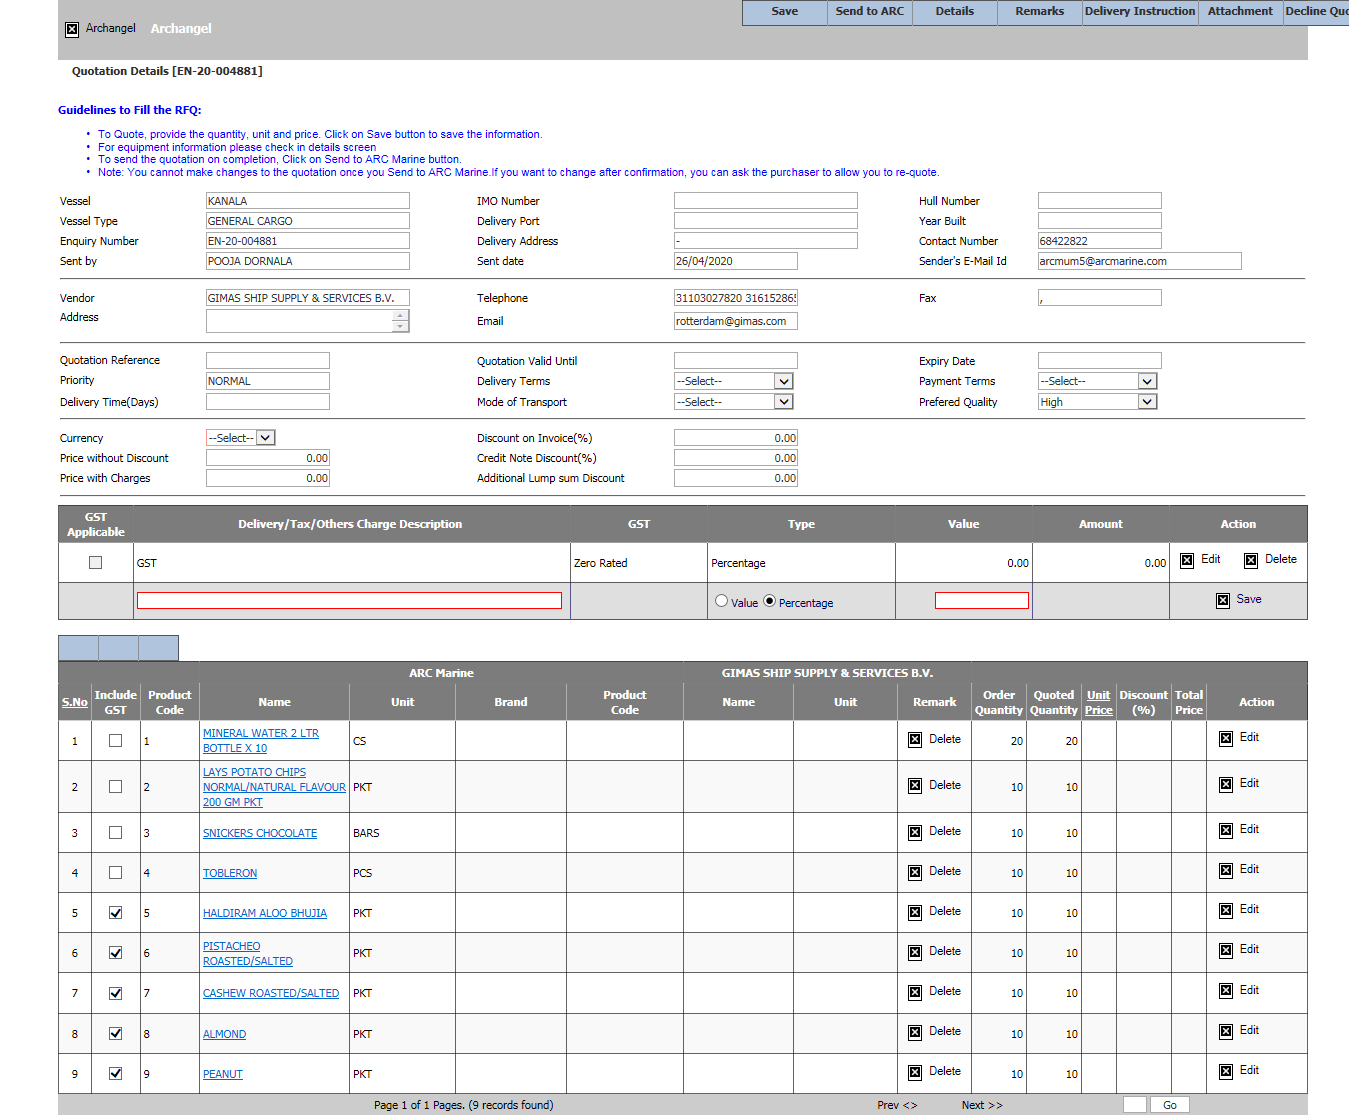 Save Send to ARC Details Remarks Delivery Instruction Attachment Decline Quo
Archangel Archangel
Quotation Details [EN-20-004881]
Guidelines to Fill the RFQ:
• To Quote, provide the quantity, unit and price. Click on Save button to save the information.
• For equipment information please check in details screen
• To send the quotation on completion, Click on Send to ARC Marine button.
• Note: You cannot make changes to the quotation once you Send to ARC Marine.If you want to change after confirmation, you can ask the purchaser to allow you to re-quote.
Vessel KANALA IMO Number Hull Number
Vessel Type GENERAL CARGO Delivery Port Year Built
Enquiry Number EN-20-004881 Delivery Address - Contact Number 68422822
Sent by POOJA DORNALA Sent date 26/04/2020 Sender's E-Mail Id arcmum5@arcmarine.com
Vendor GIMAS SHIP SUPPLY & SERVICES B.V. Telephone 31103027820 316152865 Fax ,
Address
Email rotterdam@gimas.com
Quotation Reference Quotation Valid Until Expiry Date
Priority NORMAL Delivery Terms --Select-- Payment Terms --Select--
Delivery Time(Days) Mode of Transport --Select-- Prefered Quality High
Currency --Select-- Discount on Invoice(%) 0.00
Price without Discount 0.00 Credit Note Discount(%) 0.00
Price with Charges 0.00 Additional Lump sum Discount 0.00
GST Applicable Delivery/Tax/Others Charge Description GST Type Value Amount Action
GST Zero Rated Percentage 0.00 0.00 Edit Delete
Value Percentage Save
ARC Marine GIMAS SHIP SUPPLY & SERVICES B.V.
S.No Include GST Product Code Name Unit Brand Product Code Name Unit Remark Order Quantity Quoted Quantity Unit Price Discount (%) Total Price Action
1 1 MINERAL WATER 2 LTR BOTTLE X 10 CS Delete 20 20 Edit
2 2 LAYS POTATO CHIPS NORMAL/NATURAL FLAVOUR 200 GM PKT PKT Delete 10 10 Edit
3 3 SNICKERS CHOCOLATE BARS Delete 10 10 Edit
4 4 TOBLERON PCS Delete 10 10 Edit
5 5 HALDIRAM ALOO BHUJIA PKT Delete 10 10 Edit
6 6 PISTACHEO ROASTED/SALTED PKT Delete 10 10 Edit
7 7 CASHEW ROASTED/SALTED PKT Delete 10 10 Edit
8 8 ALMOND PKT Delete 10 10 Edit
9 9 PEANUT PKT Delete 10 10 Edit
Page 1 of 1 Pages. (9 records found) Prev <> Next >> Go